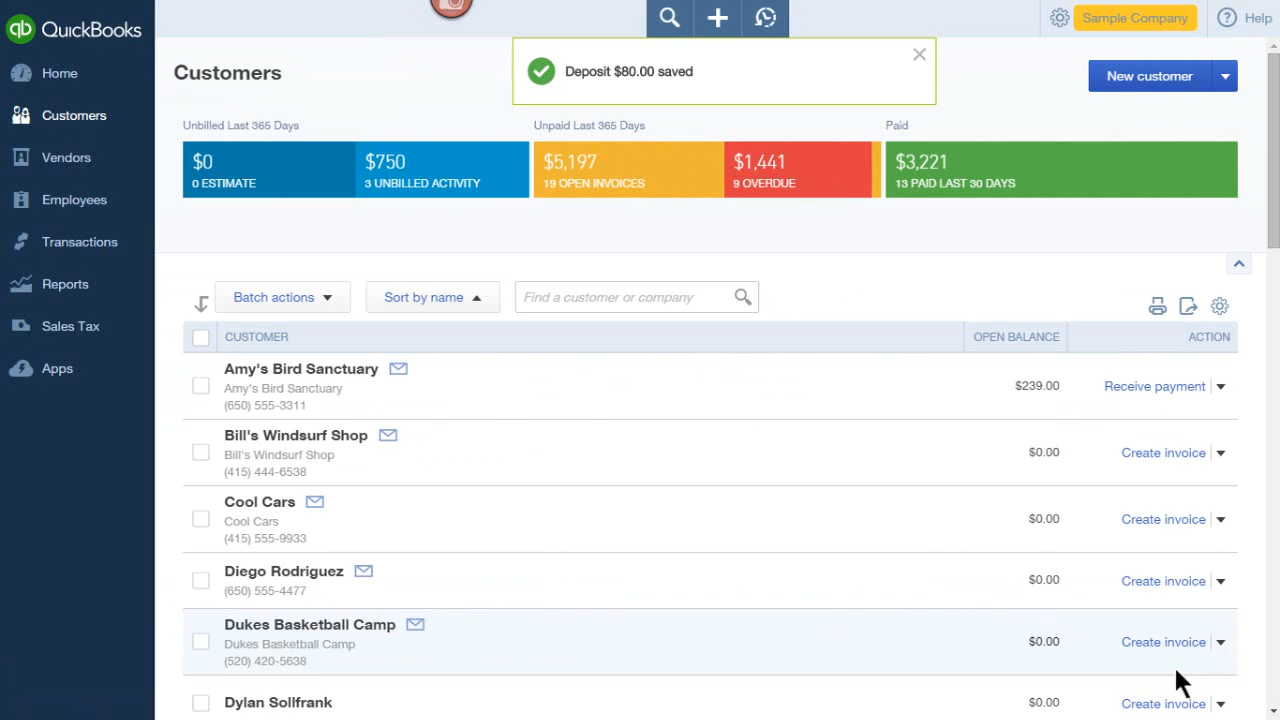 QuickBooks
Sample Company
Help
Home
Customers
Vendors
Employees
Transactions
Reports
Sales Tax
Apps
Customers
Deposit $80.00 saved
New customer
Unbilled Last 365 Days
Unpaid Last 365 Days
Paid
$0
0 ESTIMATE
$750
3 UNBILLED ACTIVITY
$5,197
19 OPEN INVOICES
$1,441
9 OVERDUE
$3,221
13 PAID LAST 30 DAYS
Batch actions
Sort by name
Find a customer or company
CUSTOMER
OPEN BALANCE
ACTION
Amy's Bird Sanctuary
Amy's Bird Sanctuary
(650) 555-3311
$239.00
Receive payment
Bill's Windsurf Shop
Bill's Windsurf Shop
(415) 444-6538
$0.00
Create invoice
Cool Cars
Cool Cars
(415) 555-9933
$0.00
Create invoice
Diego Rodriguez
(650) 555-4477
$0.00
Create invoice
Dukes Basketball Camp
Dukes Basketball Camp
(520) 420-5638
$0.00
Create invoice
Dylan Sollfrank
$0.00
Create invoice